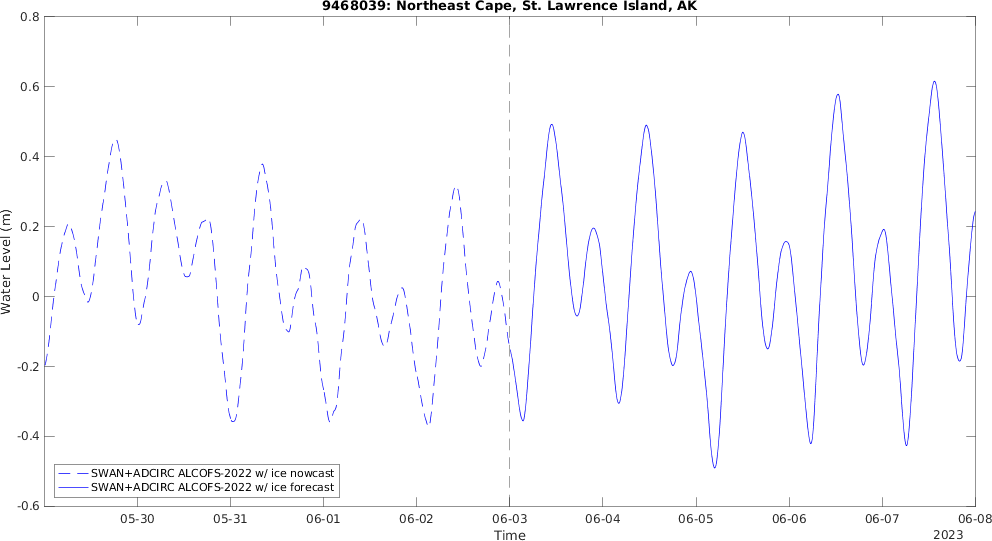 9468039: Northeast Cape, St. Lawrence Island, AK
Water Level (m)
0.8
0.6
0.4
0.2
0
-0.2
-0.4
-0.6
SWAN+ADCIRC ALCOFS-2022 w/ ice nowcast
SWAN+ADCIRC ALCOFS-2022 w/ ice forecast
05-30 05-31 06-01 06-02 06-03 06-04 06-05 06-06 06-07 06-08
Time
2023